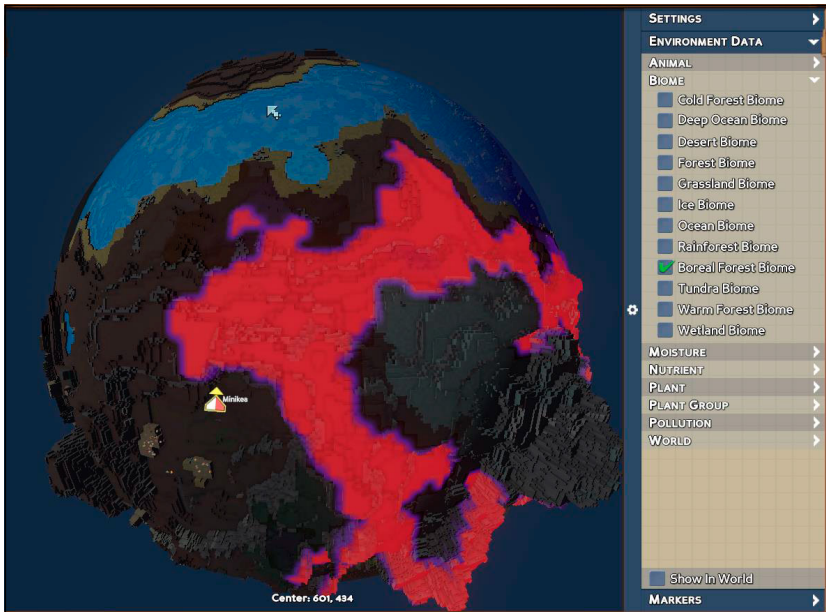 Settings
Environment Data
Animal
Biome
Cold Forest Biome
Deep Ocean Biome
Desert Biome
Forest Biome
Grassland Biome
Ice Biome
Ocean Biome
Rainforest Biome
Boreal Forest Biome
Tundra Biome
Warm Forest Biome
Wetland Biome
Moisture
Nutrient
Plant
Plant Group
Pollution
World
Minikea
Center: 601, 434
Show In World
Markers